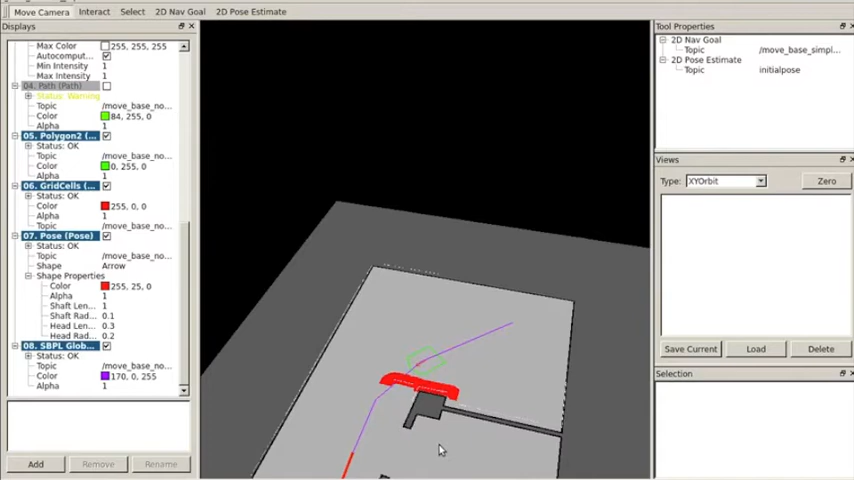 Move Camera Interact Select 2D Nav Goal 2D Pose Estimate
Displays
Max Color 255, 255, 255
Autocomput...
Min Intensity 1
Max Intensity 1
04. Path (Path)
Status: Warning
Topic /move_base_no...
Color 84, 255, 0
Alpha 1
05. Polygon2 (...
Status: OK
Topic /move_base_no...
Color 0, 255, 0
Alpha 1
06. GridCells (...
Status: OK
Color 255, 0, 0
Alpha 1
Topic /move_base_no...
07. Pose (Pose)
Status: OK
Topic /move_base_no...
Shape Arrow
Shape Properties
Color 255, 25, 0
Alpha 1
Shaft Len... 1
Shaft Rad... 0.1
Head Len... 0.3
Head Rad... 0.2
08. SBPL Glob...
Status: OK
Topic /move_base_no...
Color 170, 0, 255
Alpha 1
Add Remove Rename
Tool Properties
2D Nav Goal
Topic /move_base_simpl...
2D Pose Estimate
Topic initialpose
Views
Type: XYOrbit Zero
Save Current Load Delete
Selection